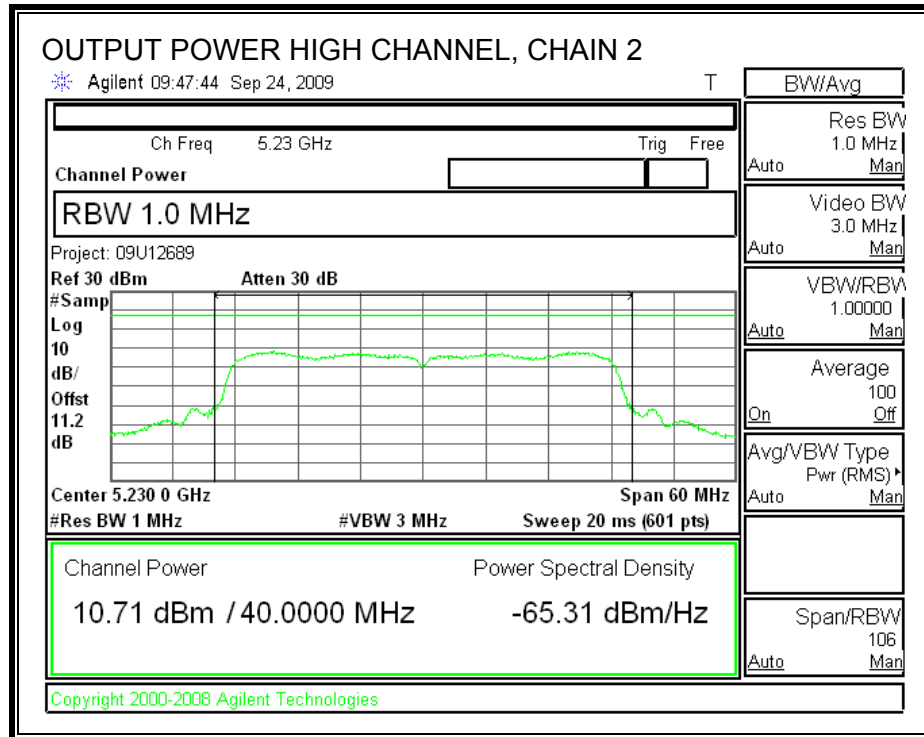 OUTPUT POWER HIGH CHANNEL, CHAIN 2
Agilent 09:47:44 Sep 24, 2009 T
BW/Avg
Ch Freq 5.23 GHz Trig Free
Channel Power
RBW 1.0 MHz
Project: 09U12689
Ref 30 dBm Atten 30 dB
#Samp
Log
10
dB/
Offst
11.2
dB
Center 5.230 0 GHz Span 60 MHz
#Res BW 1 MHz #VBW 3 MHz Sweep 20 ms (601 pts)
Channel Power Power Spectral Density
10.71 dBm / 40.0000 MHz -65.31 dBm/Hz
Res BW
1.0 MHz
Auto Man
Video BW
3.0 MHz
Auto Man
VBW/RBW
1.00000
Auto Man
Average
100
On Off
Avg/VBW Type
Pwr (RMS)
Auto Man
Span/RBW
106
Auto Man
Copyright 2000-2008 Agilent Technologies